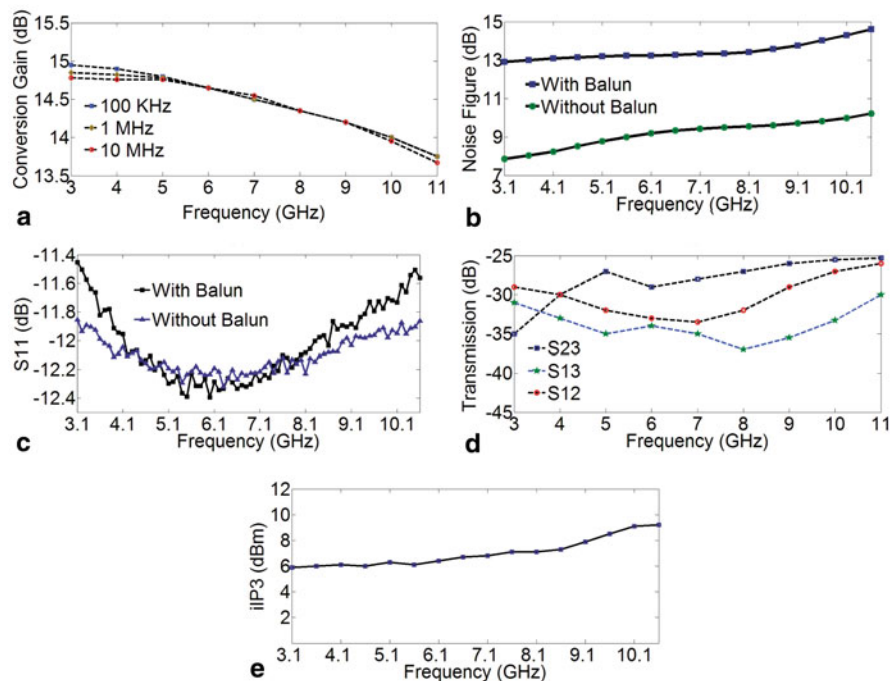 15.5
15
14.5
14
13.5
Conversion Gain (dB)
100 KHz
1 MHz
10 MHz
3 4 5 6 7 8 9 10 11
Frequency (GHz)
a
15
13
11
9
7
Noise Figure (dB)
With Balun
Without Balun
3.1 4.1 5.1 6.1 7.1 8.1 9.1 10.1
Frequency (GHz)
b
-11.4
-11.6
-11.8
-12
-12.2
-12.4
S11 (dB)
With Balun
Without Balun
3.1 4.1 5.1 6.1 7.1 8.1 9.1 10.1
Frequency (GHz)
c
-25
-30
-35
-40
-45
Transmission (dB)
S23
S13
S12
3 4 5 6 7 8 9 10 11
Frequency (GHz)
d
12
10
8
6
4
2
iIP3 (dBm)
3.1 4.1 5.1 6.1 7.1 8.1 9.1 10.1
Frequency (GHz)
e